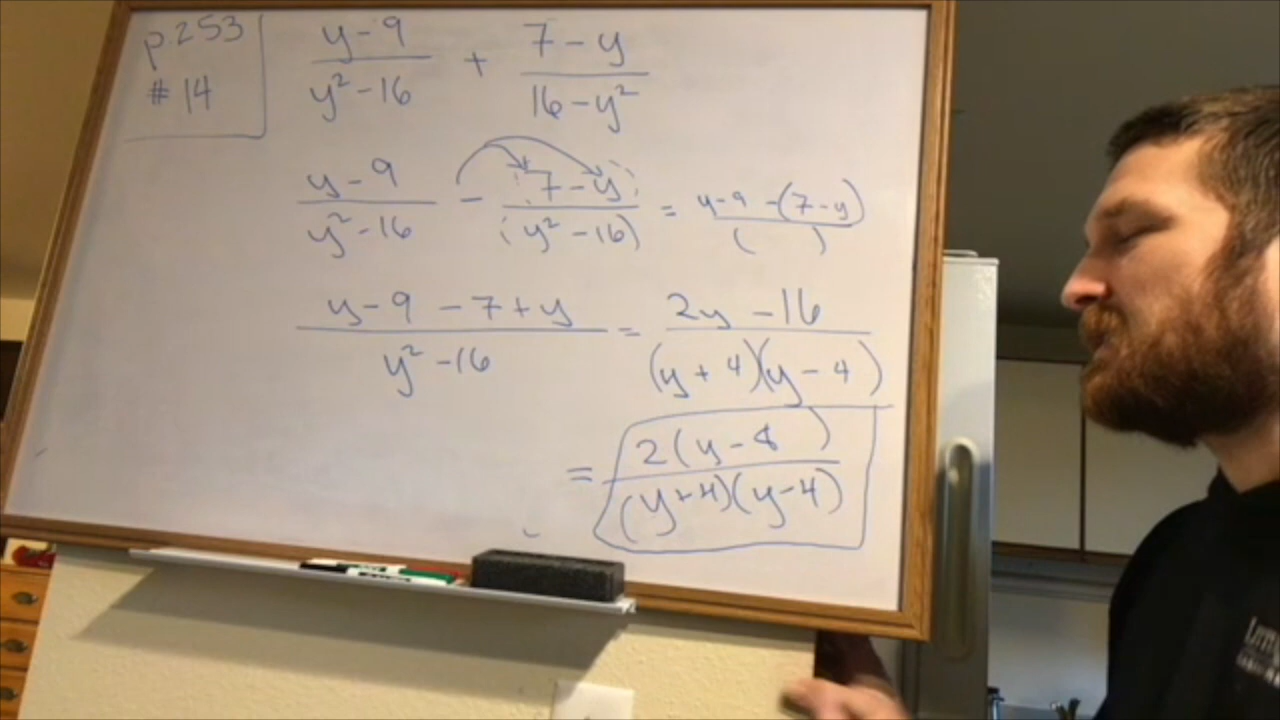 p.253
#14
y-9/y²-16 + 7-y/16-y²
y-9/y²-16 - (7-y)/(y²-16) = y-9-(7-y)/( )
y-9-7+y/y²-16 = 2y-16/(y+4)(y-4)
= 2(y-8)/(y+4)(y-4)